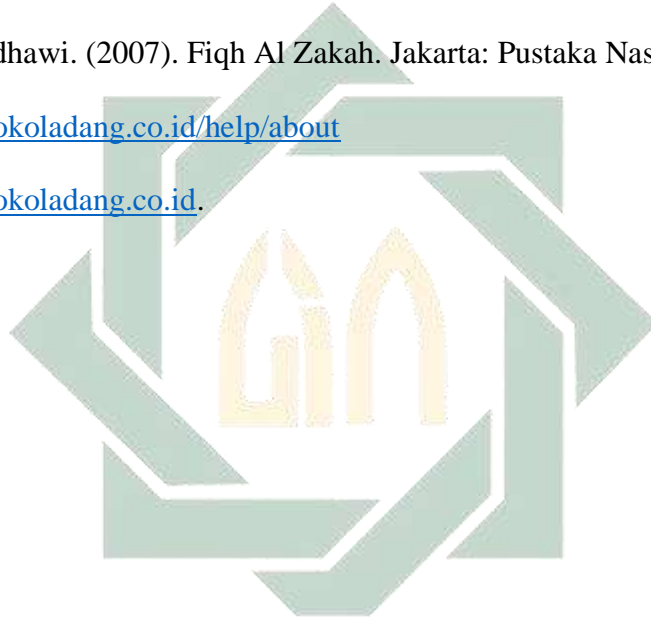 dhawi. (2007). Fiqh Al Zakah. Jakarta: Pustaka Nas
okoladang.co.id/help/about
okoladang.co.id.